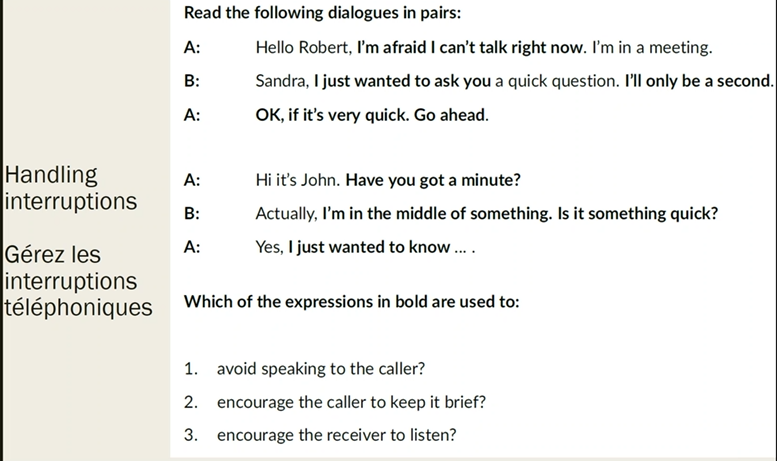 Handling
interruptions
Gérez les
interruptions
téléphoniques
Read the following dialogues in pairs:
A: Hello Robert, I'm afraid I can't talk right now. I'm in a meeting.
B: Sandra, I just wanted to ask you a quick question. I'll only be a second.
A: OK, if it's very quick. Go ahead.
A: Hi it's John. Have you got a minute?
B: Actually, I'm in the middle of something. Is it something quick?
A: Yes, I just wanted to know ... .
Which of the expressions in bold are used to:
1. avoid speaking to the caller?
2. encourage the caller to keep it brief?
3. encourage the receiver to listen?